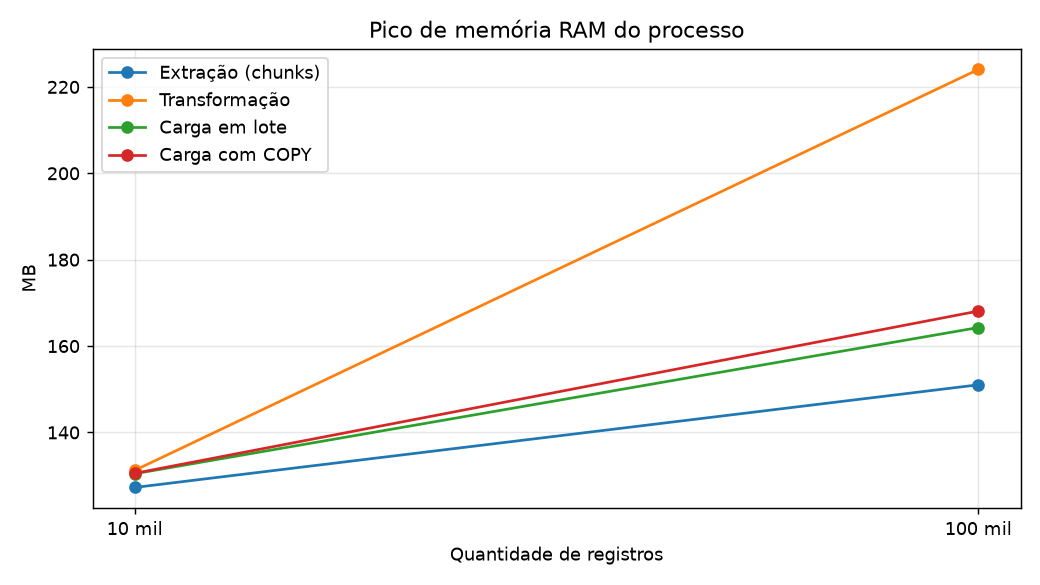 Pico de memória RAM do processo
Extração (chunks)
Transformação
Carga em lote
Carga com COPY
220
200
180
160
140
MB
10 mil
100 mil
Quantidade de registros